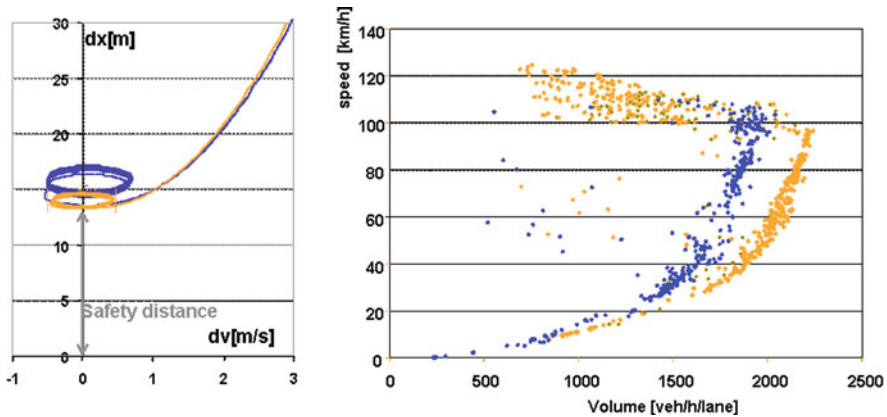 30
dx[m]
25
20
15
10
5
Safety distance
dv[m/s]
0
-1 0 1 2 3
speed [km/h]
140
120
100
80
60
40
20
0
0 500 1000 1500 2000 2500
Volume [veh/h/lane]